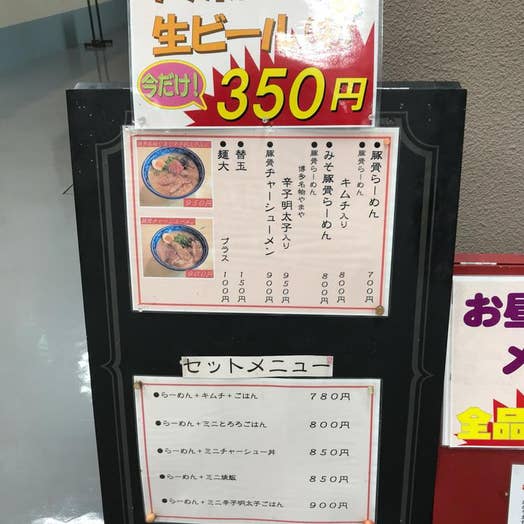 生ビール
今だけ!
350円
950円
900円
●豚骨らーめん 700円
●豚骨らーめん
キムチ入り 800円
●みそ豚骨らーめん 800円
●豚骨らーめん
博多名物やまや
辛子明太子入り 950円
●豚骨チャーシューメン 900円
●替玉 150円
●麺大 プラス 100円
セットメニュー
●らーめん+キムチ+ごはん 780円
●らーめん+ミニとろろごはん 800円
●らーめん+ミニチャーシュー丼 850円
●らーめん+ミニ焼飯 850円
●らーめん+ミニ辛子明太子ごはん 900円
お昼
メ
全品